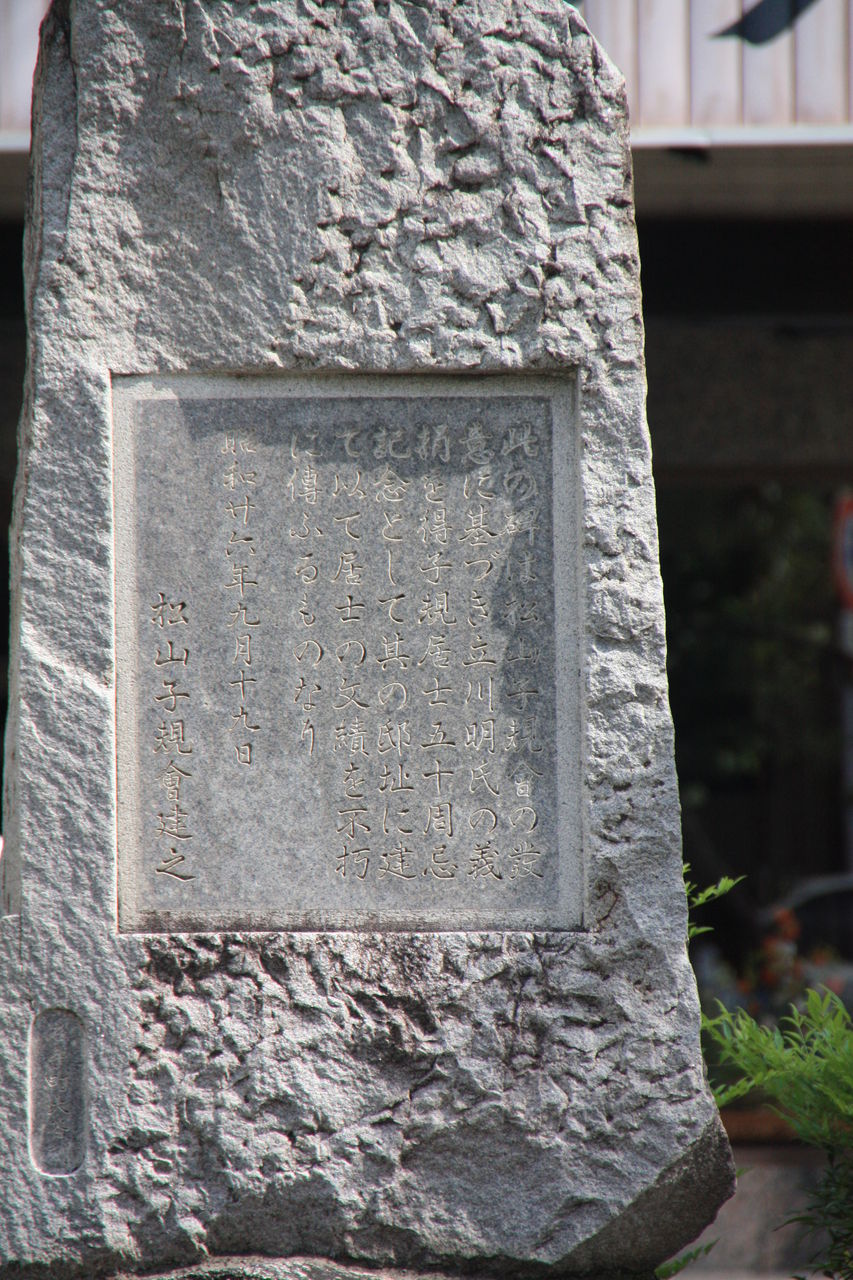 此の碑は松山子規會の發
意に基づき立川明氏の義
捐を得子規居士五十周忌
記念として其の邸址に建
て以て居士の文績を不朽
に傳ふるものなり
昭和廿六年九月十九日
松山子規會建之